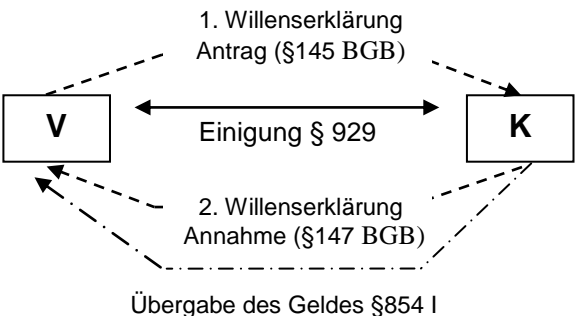 1. Willenserklärung
Antrag (§145 BGB)
V
K
Einigung § 929
2. Willenserklärung
Annahme (§147 BGB)
Übergabe des Geldes §854 I